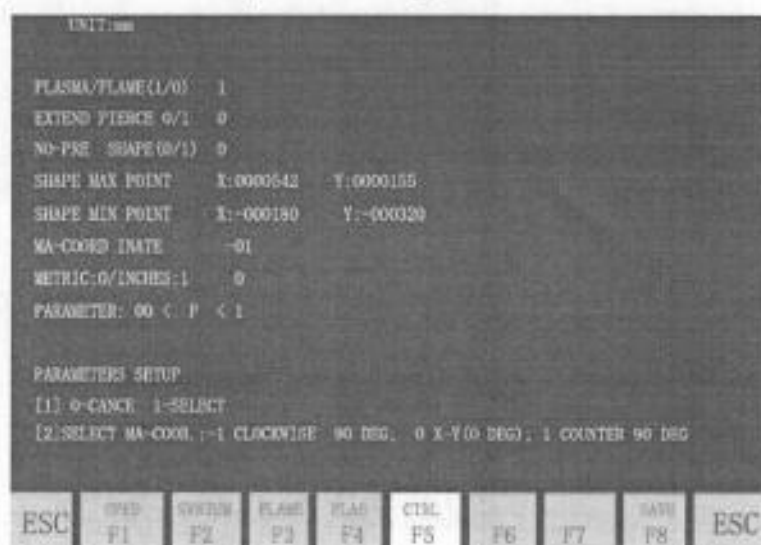 UNIT:mm
PLASMA/FLAME(1/0) 1
EXTEND PIERCE 0/1 0
NO-PRE SHAPE(0/1) 0
SHAPE MAX POINT X:0000542 Y:0000155
SHAPE MIN POINT X:-000180 Y:-000320
MA-COORD INATE -01
METRIC:0/INCHES:1 0
PARAMETER: 00 < P < 1
PARAMETERS SETUP
[1] 0-CANCE 1-SELECT
[2]SELECT MA-COOR.:-1 CLOCKWISE 90 DEG; 0 X-Y(0 DEG); 1 COUNTER 90 DEG
ESC SPED SYSTEM FLAME PLAS CTRL SAVE ESC
F1 F2 F3 F4 F5 F6 F7 F8